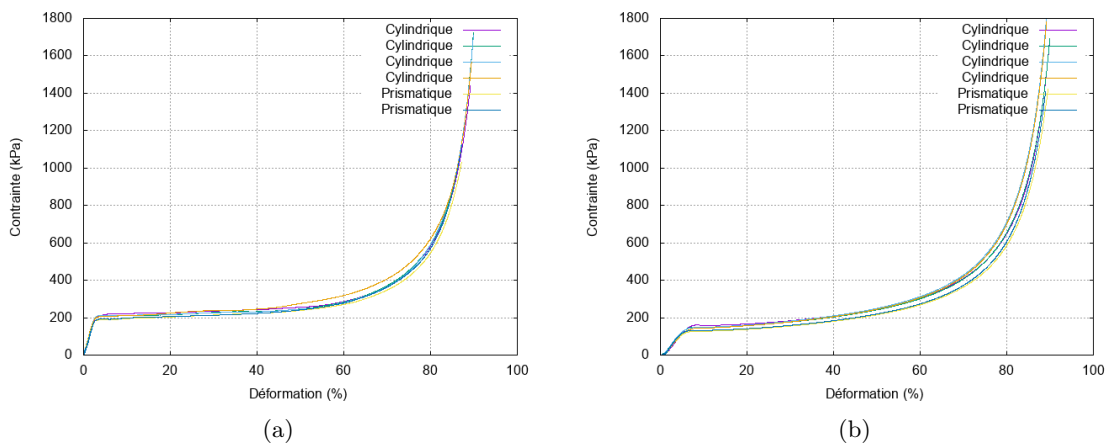 1800
1600
1400
1200
1000
800
600
400
200
0
Contrainte (kPa)
Cylindrique
Cylindrique
Cylindrique
Cylindrique
Prismatique
Prismatique
0 20 40 60 80 100
Déformation (%)
(a)
1800
1600
1400
1200
1000
800
600
400
200
0
Contrainte (kPa)
Cylindrique
Cylindrique
Cylindrique
Cylindrique
Prismatique
Prismatique
0 20 40 60 80 100
Déformation (%)
(b)